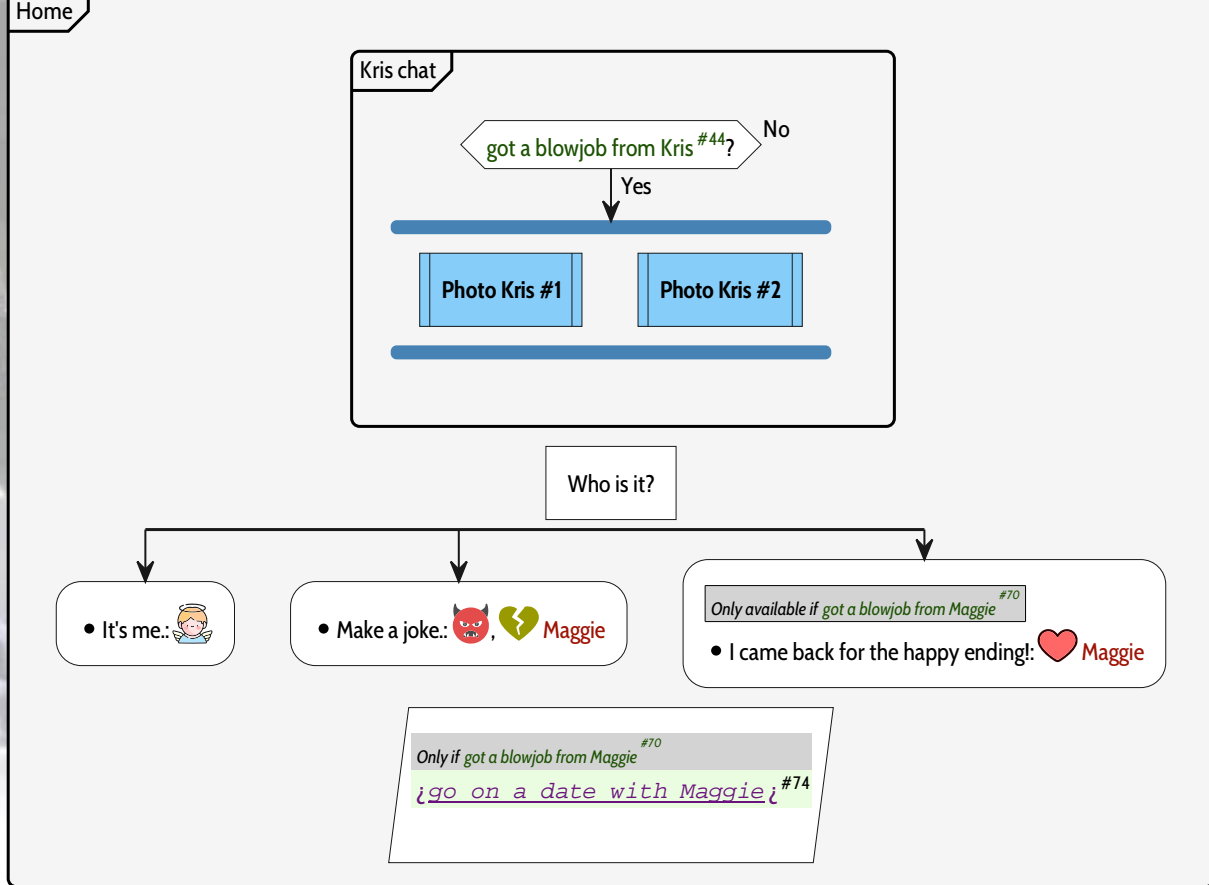 Home
Kris chat
got a blowjob from Kris #44?
No
Yes
Photo Kris #1
Photo Kris #2
Who is it?
• It's me.:
• Make a joke.: , Maggie
Only available if got a blowjob from Maggie #70
• I came back for the happy ending!: Maggie
Only if got a blowjob from Maggie #70
¿go on a date with Maggie¿ #74